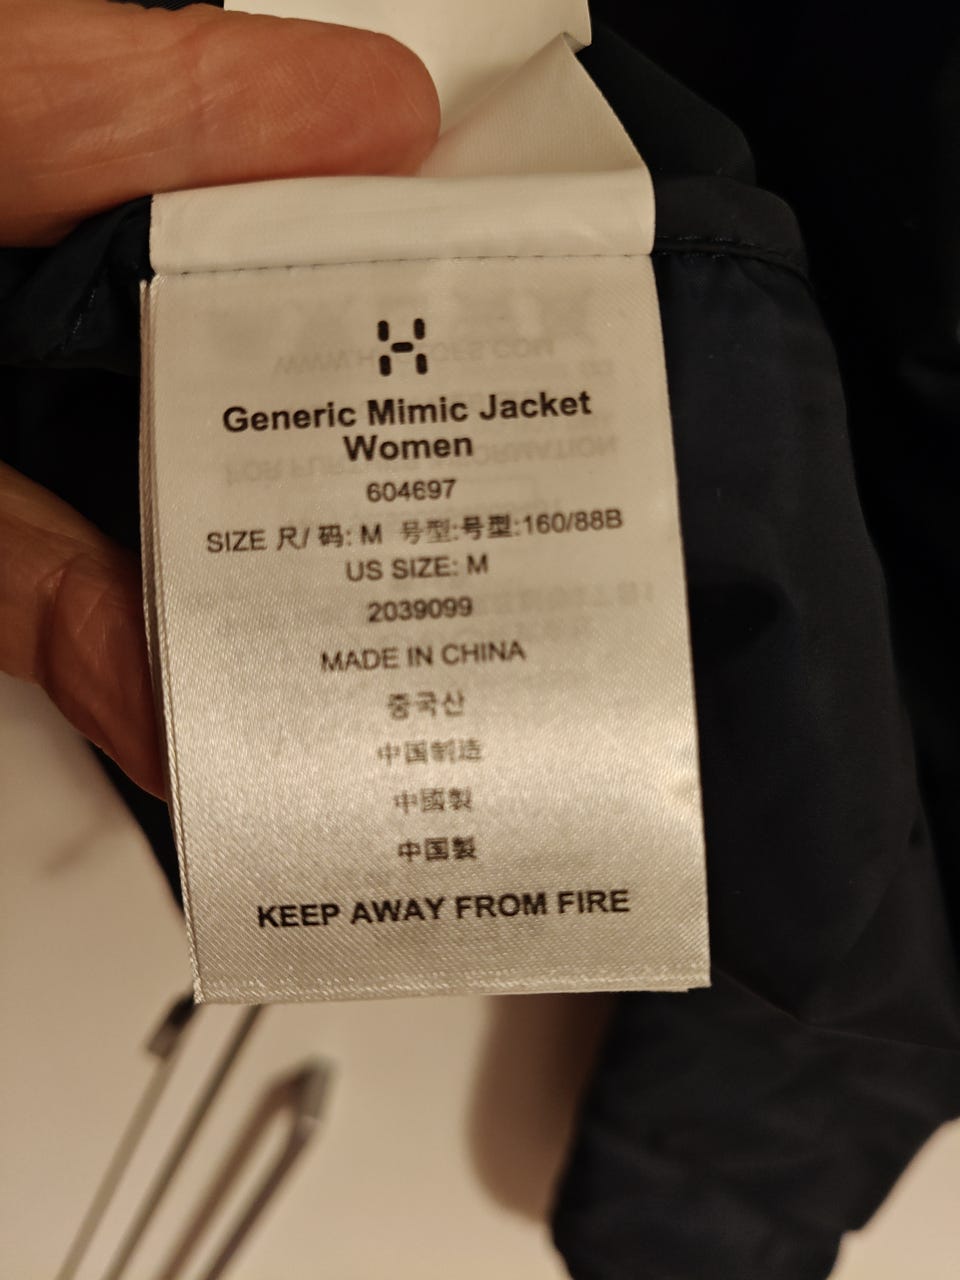 Generic Mimic Jacket
Women
604697
SIZE 尺/ 码: M 号型:号型:160/88B
US SIZE: M
2039099
MADE IN CHINA
중국산
中国制造
中國製
中国製
KEEP AWAY FROM FIRE